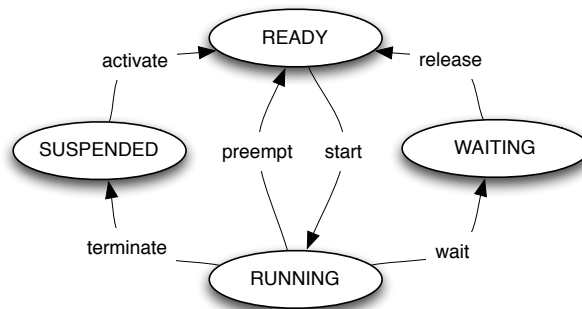 READY
activate
release
SUSPENDED
preempt
start
WAITING
terminate
wait
RUNNING